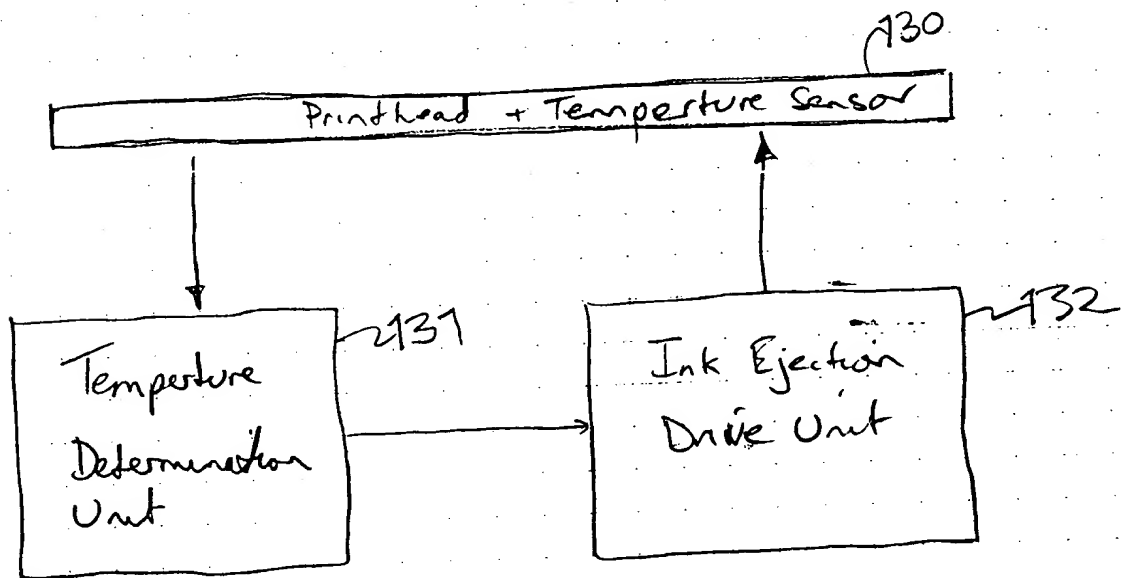 130
Printhead + Temperture Sensor
131
Temperture
Determination
Unit
132
Ink Ejection
Drive Unit